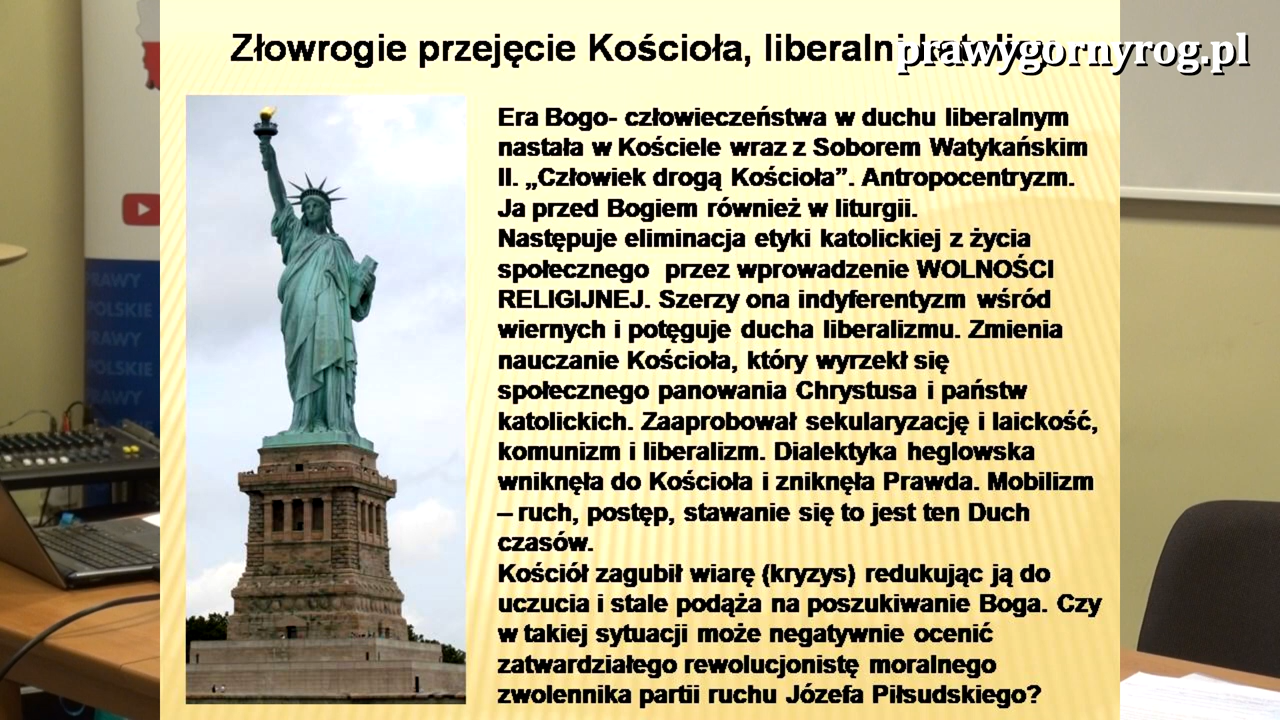 Złowrogie przejęcie Kościoła, liberalni
prawygornyrog.pl
Era Bogo- człowieczeństwa w duchu liberalnym
nastała w Kościele wraz z Soborem Watykańskim
II. „Człowiek drogą Kościoła”. Antropocentryzm.
Ja przed Bogiem również w liturgii.
Następuje eliminacja etyki katolickiej z życia
społecznego przez wprowadzenie WOLNOŚCI
RELIGIJNEJ. Szerzy ona indyferentyzm wśród
wiernych i potęguje ducha liberalizmu. Zmienia
nauczanie Kościoła, który wyrzekł się
społecznego panowania Chrystusa i państw
katolickich. Zaaprobował sekularyzację i laickość,
komunizm i liberalizm. Dialektyka heglowska
wniknęła do Kościoła i zniknęła Prawda. Mobilizm
– ruch, postęp, stawanie się to jest ten Duch
czasów.
Kościół zagubił wiarę (kryzys) redukując ją do
uczucia i stale podąża na poszukiwanie Boga. Czy
w takiej sytuacji może negatywnie ocenić
zatwardziałego rewolucjonistę moralnego
zwolennika partii ruchu Józefa Piłsudskiego?
PRAWY
POLSKIE
PRAWY
POLSKIE
PRAWY